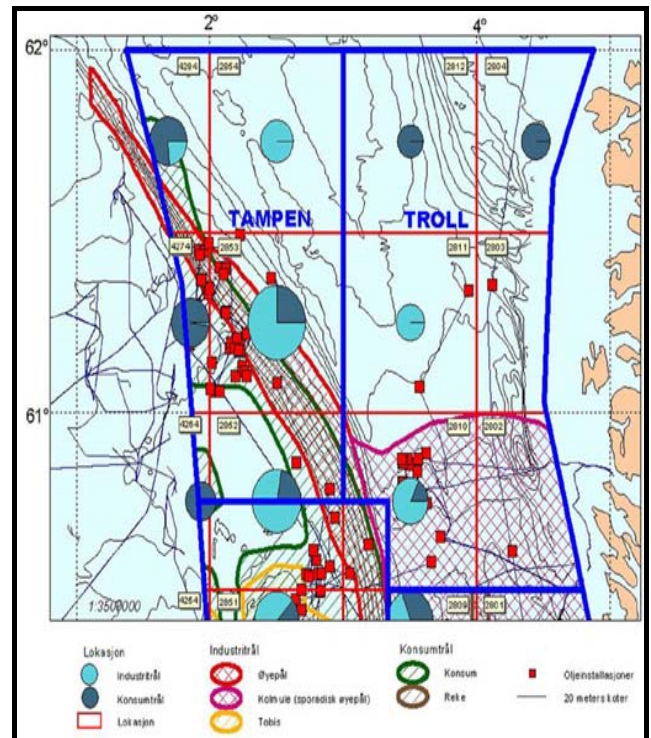 2° 4°
62°
4284 2854 2812 2804
TAMPEN TROLL
4274 2853 2811 2803
61°
4264 2852 2810 2802
1:3500000
4254 2851 2809 2801
Lokasjon Industritrål Konsumtrål
Industritrål Øyepål Konsum Oljeinstallasjoner
Konsumtrål Kolmule (sporadisk øyepål) Reke 20 meters koter
Lokasjon Tobis